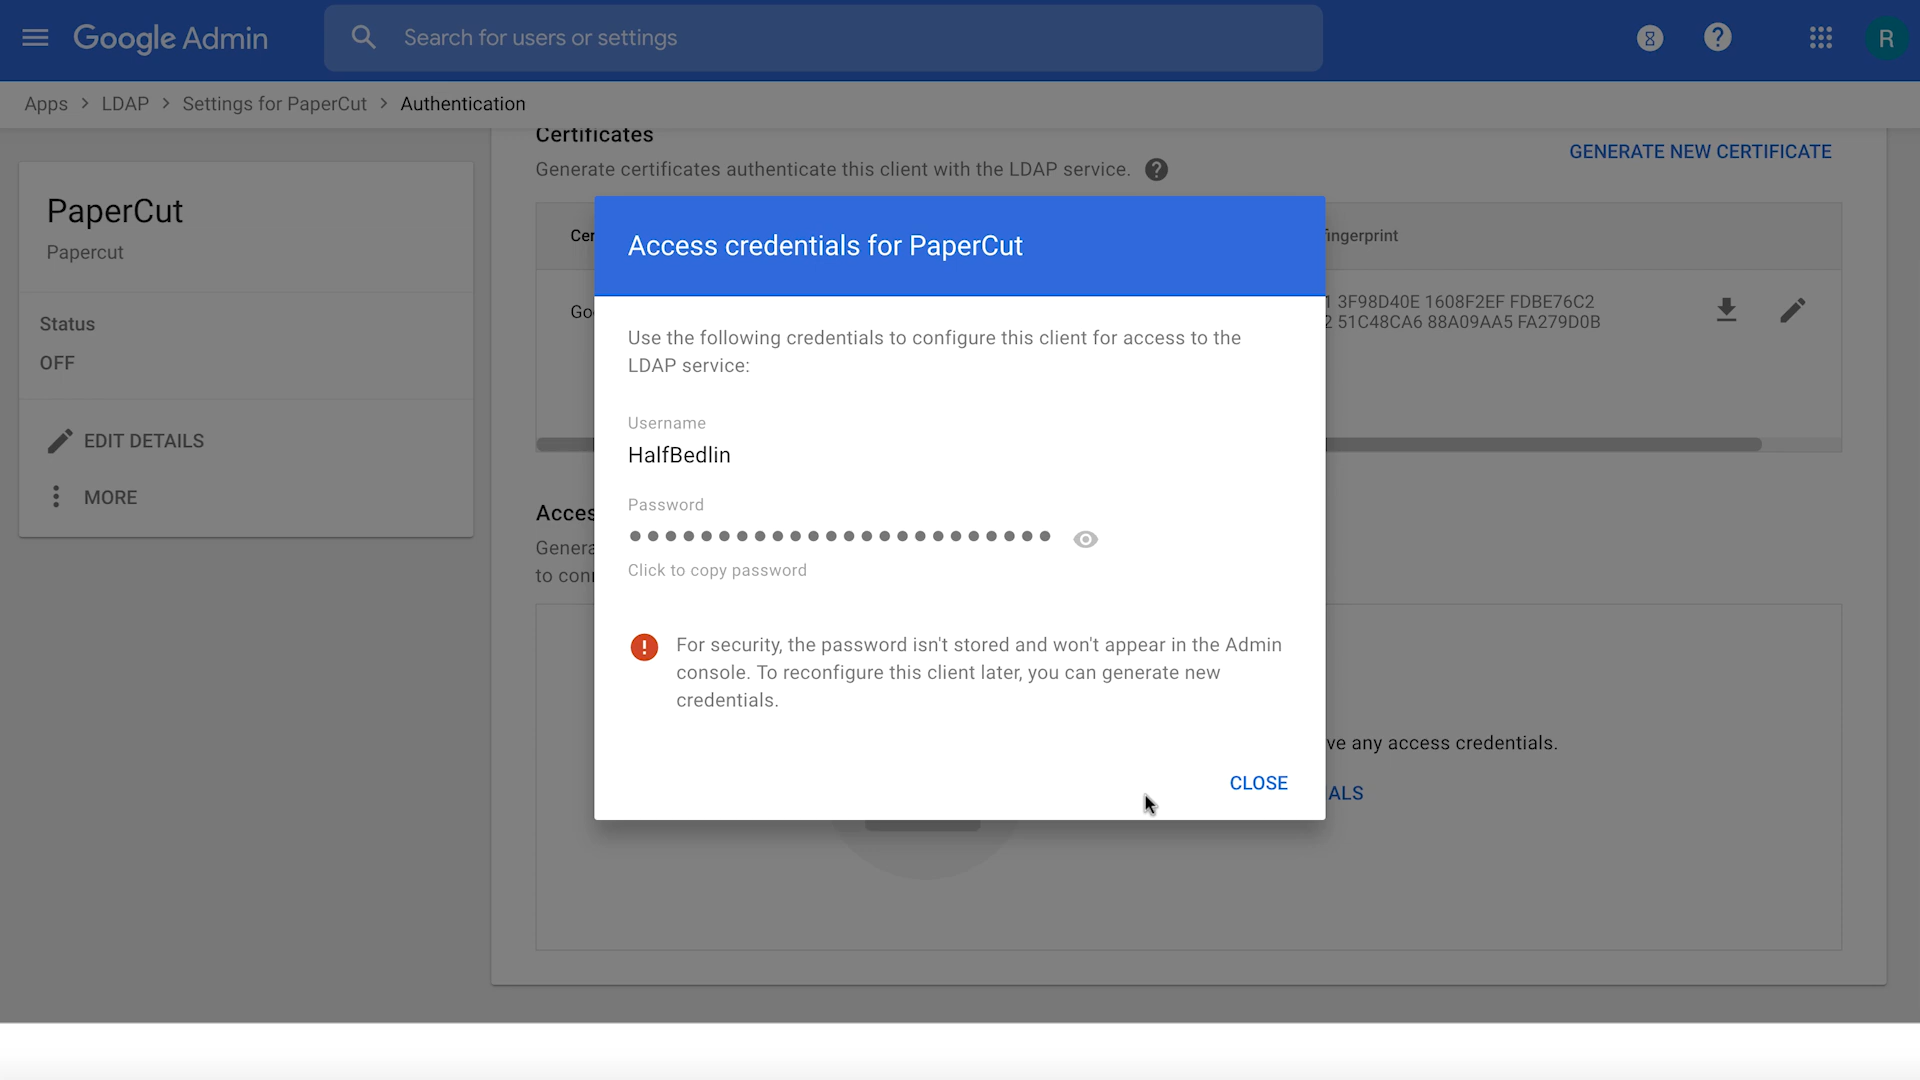 Google Admin
Search for users or settings
R
Apps > LDAP > Settings for PaperCut > Authentication
PaperCut
Papercut
Status
OFF
EDIT DETAILS
MORE
Certificates
GENERATE NEW CERTIFICATE
Generate certificates authenticate this client with the LDAP service.
fingerprint
3F98D40E 1608F2EF FDBE76C2
51C48CA6 88A09AA5 FA279D0B
Access credentials for PaperCut
Use the following credentials to configure this client for access to the
LDAP service:
Username
HalfBedlin
Password
Click to copy password
For security, the password isn't stored and won't appear in the Admin
console. To reconfigure this client later, you can generate new
credentials.
CLOSE
any access credentials.